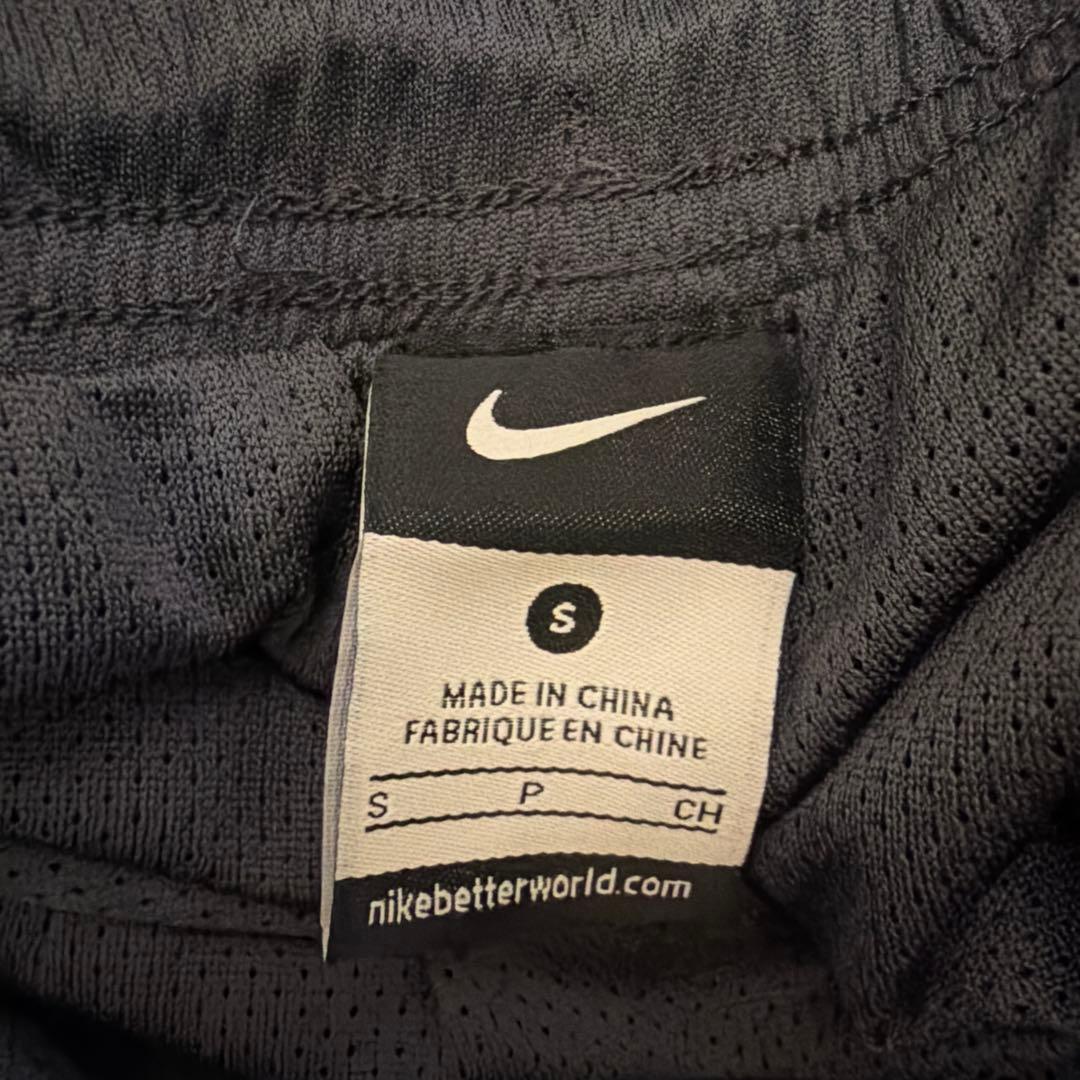 S
MADE IN CHINA
FABRIQUE EN CHINE
S P CH
nikebetterworld.com